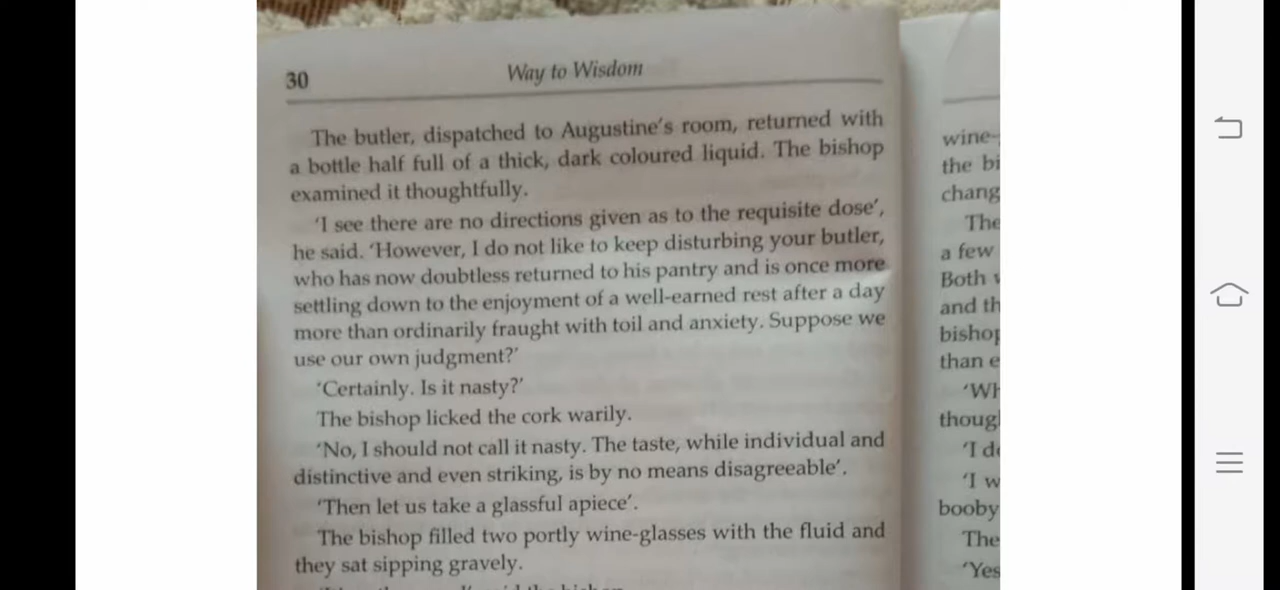 30
Way to Wisdom
The butler, dispatched to Augustine's room, returned with
a bottle half full of a thick, dark coloured liquid. The bishop
examined it thoughtfully.
'I see there are no directions given as to the requisite dose',
he said. 'However, I do not like to keep disturbing your butler,
who has now doubtless returned to his pantry and is once more
settling down to the enjoyment of a well-earned rest after a day
more than ordinarily fraught with toil and anxiety. Suppose we
use our own judgment?'
'Certainly. Is it nasty?'
The bishop licked the cork warily.
'No, I should not call it nasty. The taste, while individual and
distinctive and even striking, is by no means disagreeable'.
'Then let us take a glassful apiece'.
The bishop filled two portly wine-glasses with the fluid and
they sat sipping gravely.
wine-
the bi
chang
The
a few
Both
and th
bishop
than e
'Wh
though
'I d
'I w
booby
The
'Yes